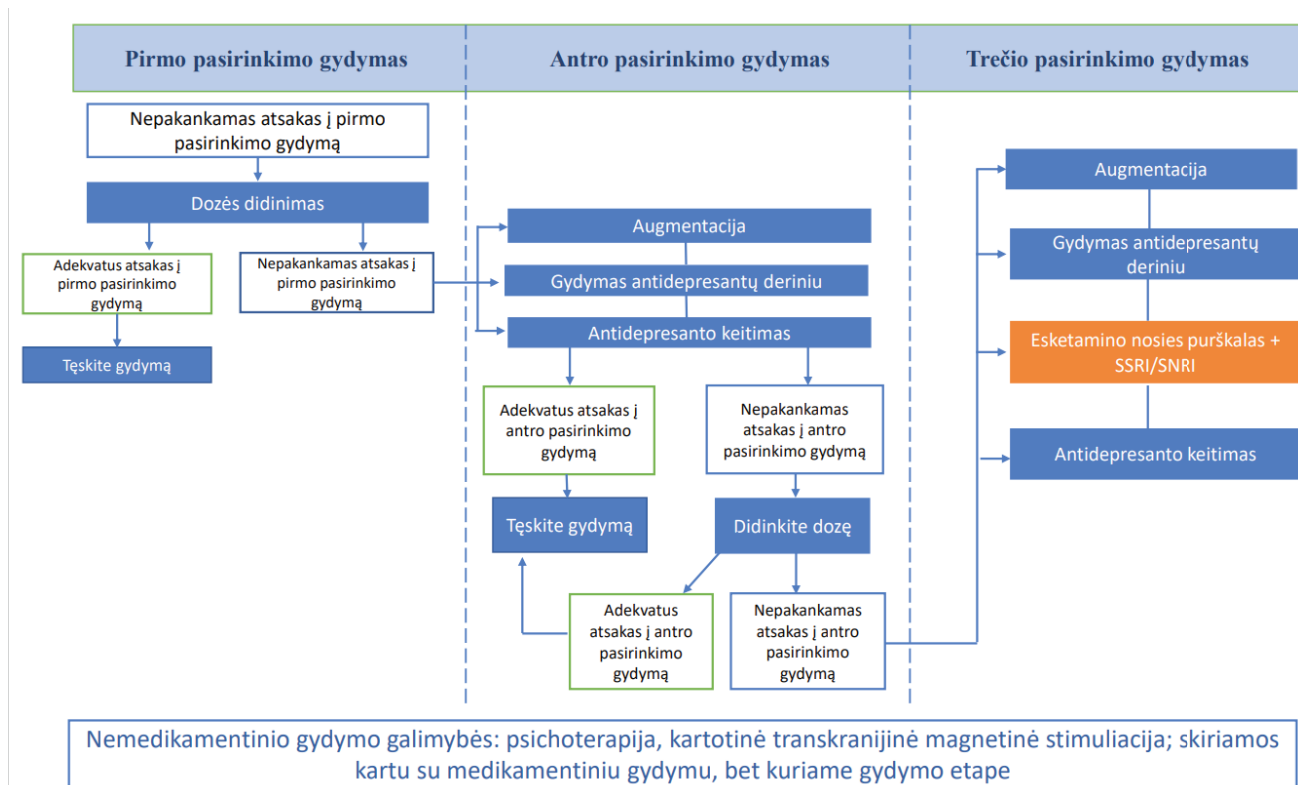 Pirmo pasirinkimo gydymas
Antro pasirinkimo gydymas
Trečio pasirinkimo gydymas
Nepakankamas atsakas į pirmo
pasirinkimo gydymą
Dozės didinimas
Adekvatus atsakas į
pirmo pasirinkimo
gydymą
Nepakankamas atsakas į
pirmo pasirinkimo
gydymą
Tęskite gydymą
Augmentacija
Gydymas antidepresantų deriniu
Antidepresanto keitimas
Adekvatus atsakas į
antro pasirinkimo
gydymą
Nepakankamas
atsakas į antro
pasirinkimo gydymą
Tęskite gydymą
Didinkite dozę
Adekvatus
atsakas į antro
pasirinkimo
gydymą
Nepakankamas
atsakas į antro
pasirinkimo
gydymą
Augmentacija
Gydymas antidepresantų
deriniu
Esketamino nosies purškalas +
SSRI/SNRI
Antidepresanto keitimas
Nemedikamentinio gydymo galimybės: psichoterapija, kartotinė transkranijinė magnetinė stimuliacija; skiriamos
kartu su medikamentiniu gydymu, bet kuriame gydymo etape